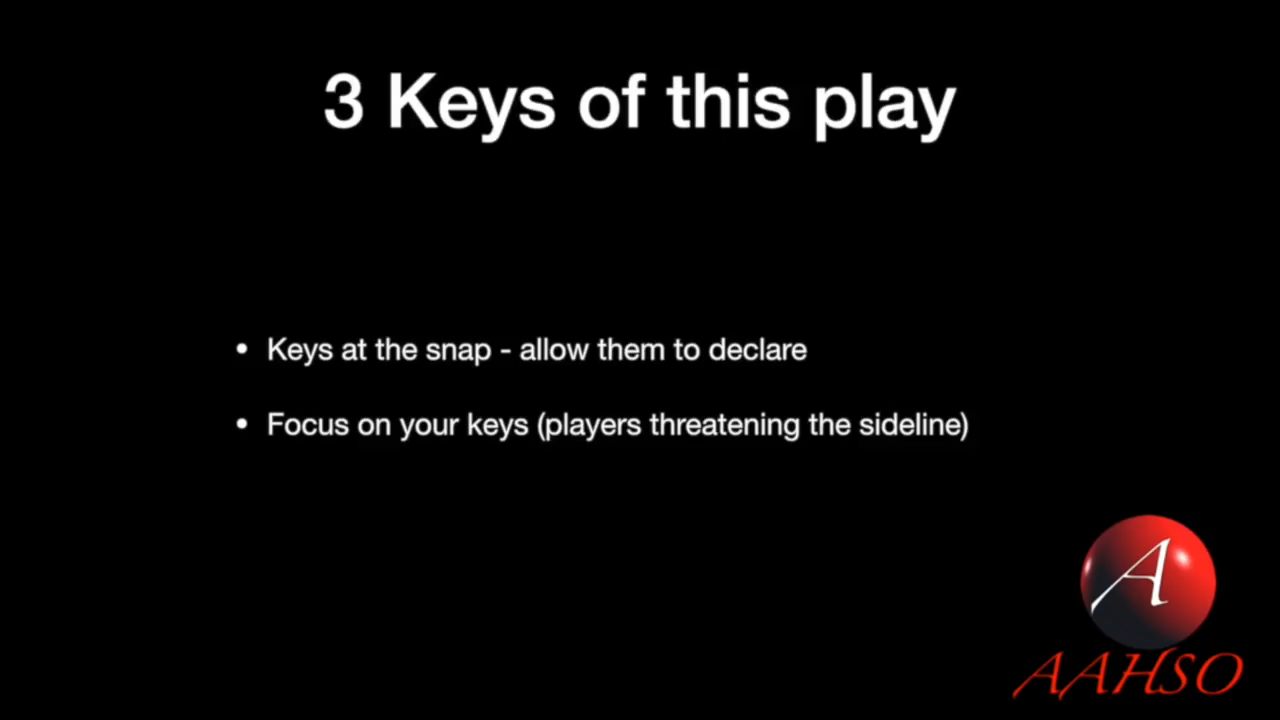 3 Keys of this play
• Keys at the snap - allow them to declare
• Focus on your keys (players threatening the sideline)
A
AAHSO